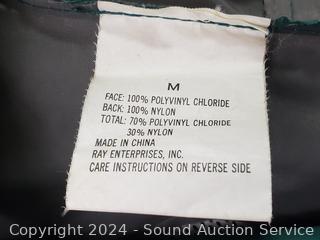 M
FACE: 100% POLYVINYL CHLORIDE
BACK: 100% NYLON
TOTAL: 70% POLYVINYL CHLORIDE
30% NYLON
MADE IN CHINA
RAY ENTERPRISES, INC.
CARE INSTRUCTIONS ON REVERSE SIDE
Copyright 2024 - Sound Auction Service